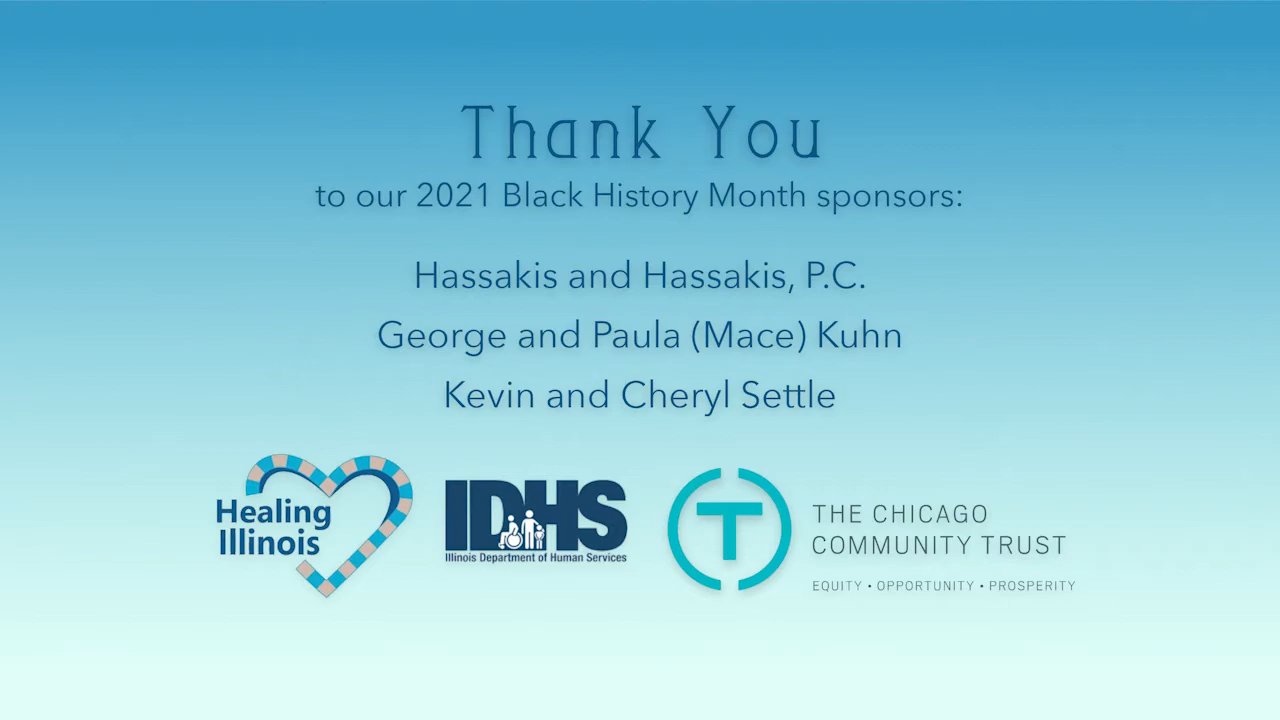 Thank You
to our 2021 Black History Month sponsors:
Hassakis and Hassakis, P.C.
George and Paula (Mace) Kuhn
Kevin and Cheryl Settle
Healing
Illinois
IDHS
Illinois Department of Human Services
T
THE CHICAGO
COMMUNITY TRUST
EQUITY • OPPORTUNITY • PROSPERITY